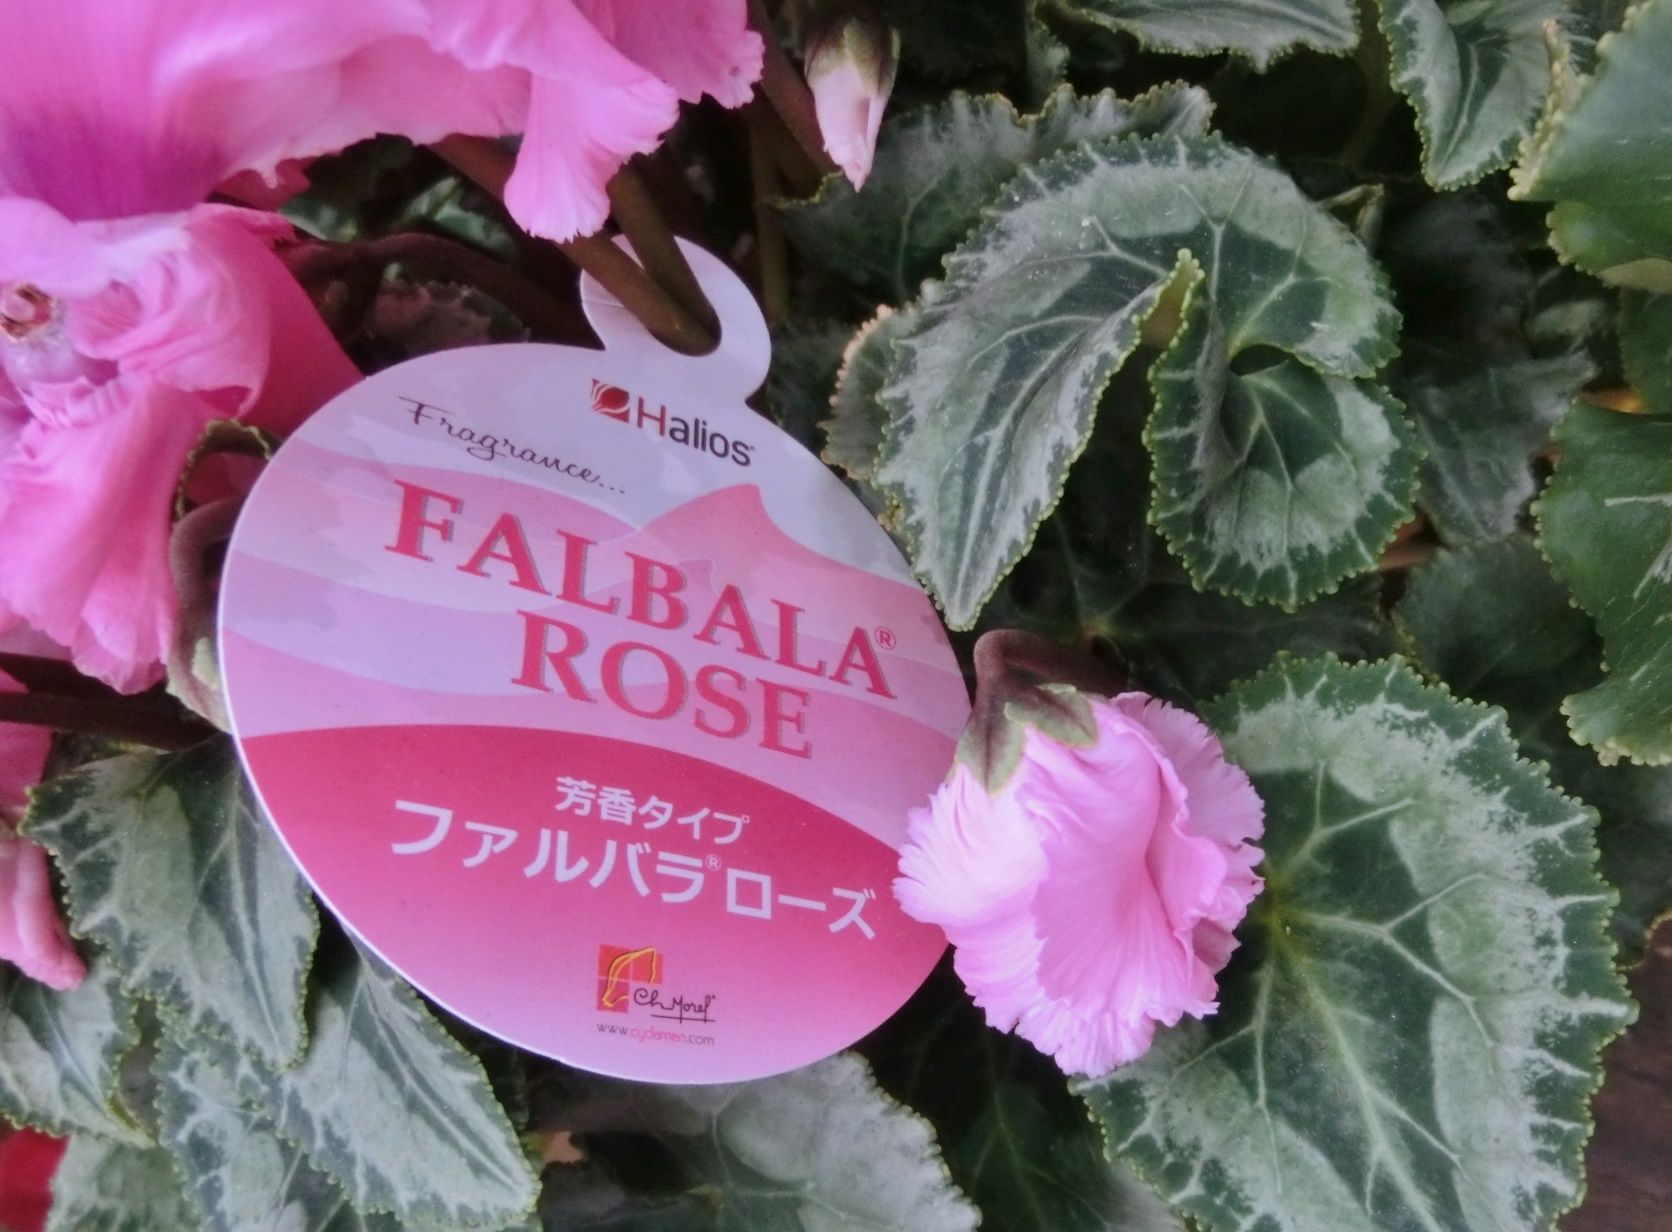 Halios®
Fragrance...
FALBALA®
ROSE
芳香タイプ
ファルバラ®ローズ
Ch Morel®
www.cyclamen.com